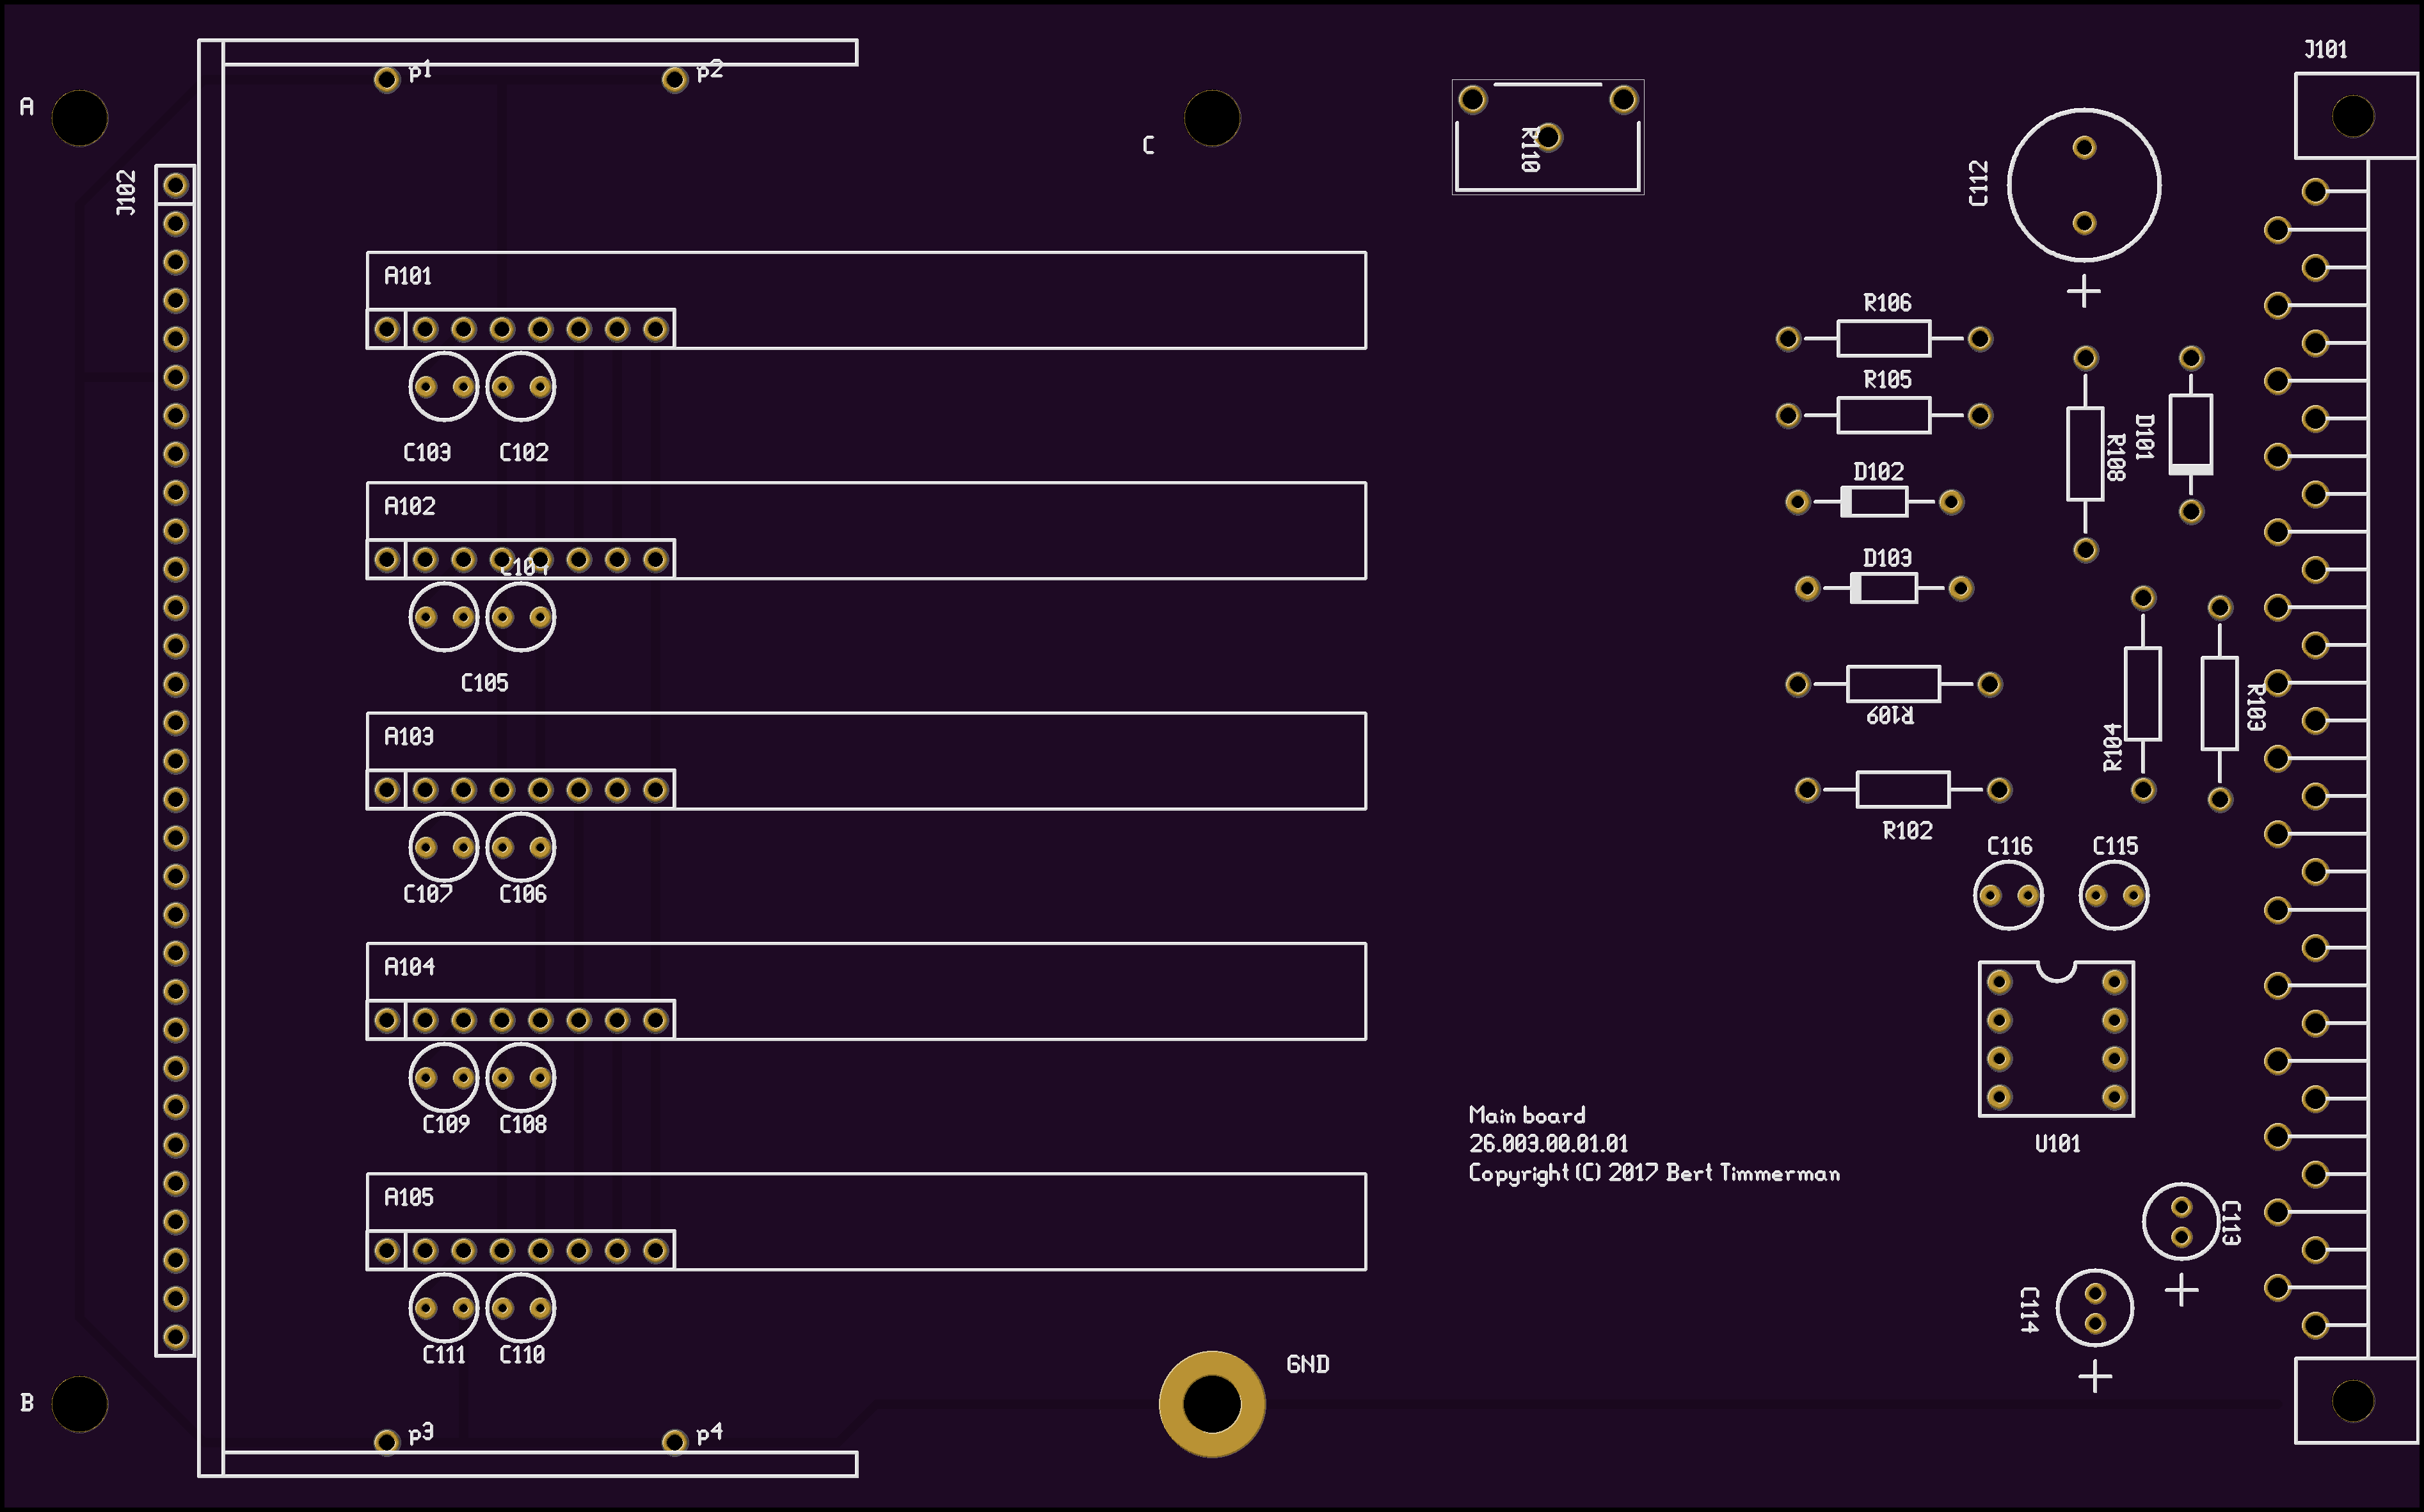 J101
p1
p2
A
C
R110
C112
J102
A101
R106
R105
C103
C102
D101
R108
D102
A102
D103
C104
C105
R103
R109
A103
R104
R102
C116
C115
C107
C106
A104
Main board
26.003.00.01.01
Copyright (C) 2017 Bert Timmerman
C109
C108
U101
A105
C113
C114
C111
C110
GND
B
p3
p4